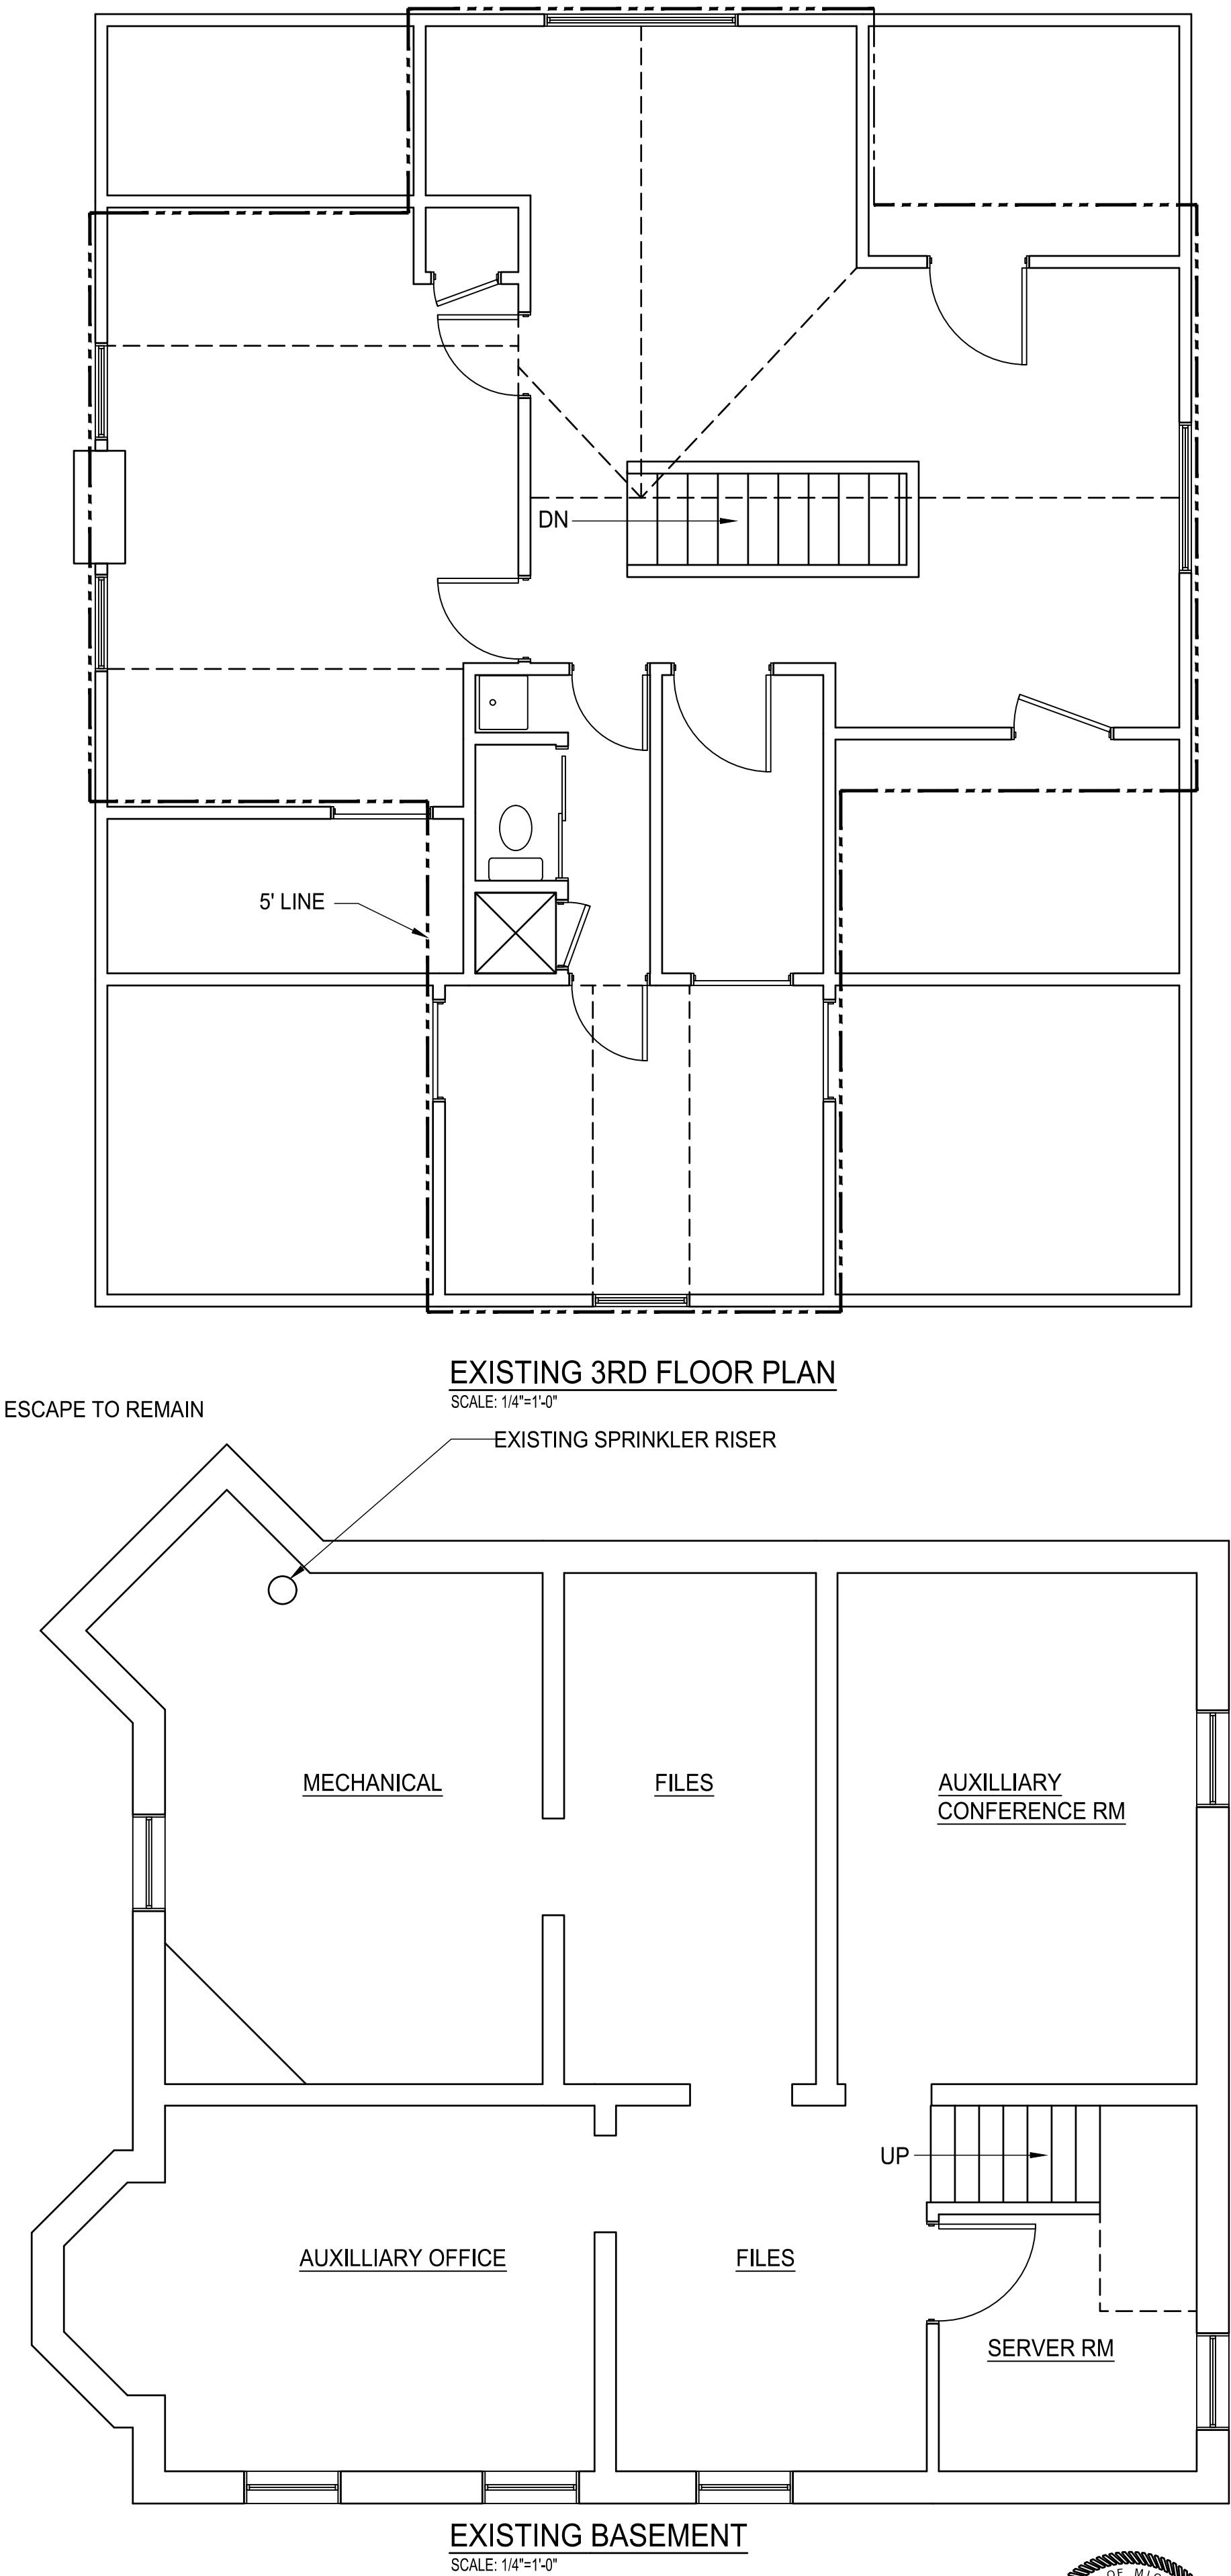 DN
5' LINE
EXISTING 3RD FLOOR PLAN
SCALE: 1/4"=1'-0"
ESCAPE TO REMAIN
EXISTING SPRINKLER RISER
MECHANICAL
FILES
AUXILLIARY
CONFERENCE RM
UP
AUXILLIARY OFFICE
FILES
SERVER RM
EXISTING BASEMENT
SCALE: 1/4"=1'-0"
OF